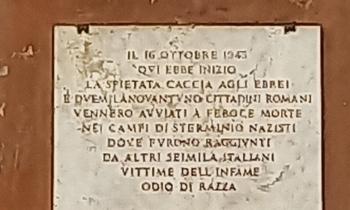 IL 16 OTTOBRE 1943
QVI EBBE INIZIO
LA SPIETATA CACCIA AGLI EBREI
E DVEMILANOVANTVNO CITTADINI ROMANI
VENNERO AVVIATI A FEROCE MORTE
NEI CAMPI DI STERMINIO NAZISTI
DOVE FVRONO RAGGIVNTI
DA ALTRI SEIMILA ITALIANI
VITTIME DELL'INFAME
ODIO DI RAZZA